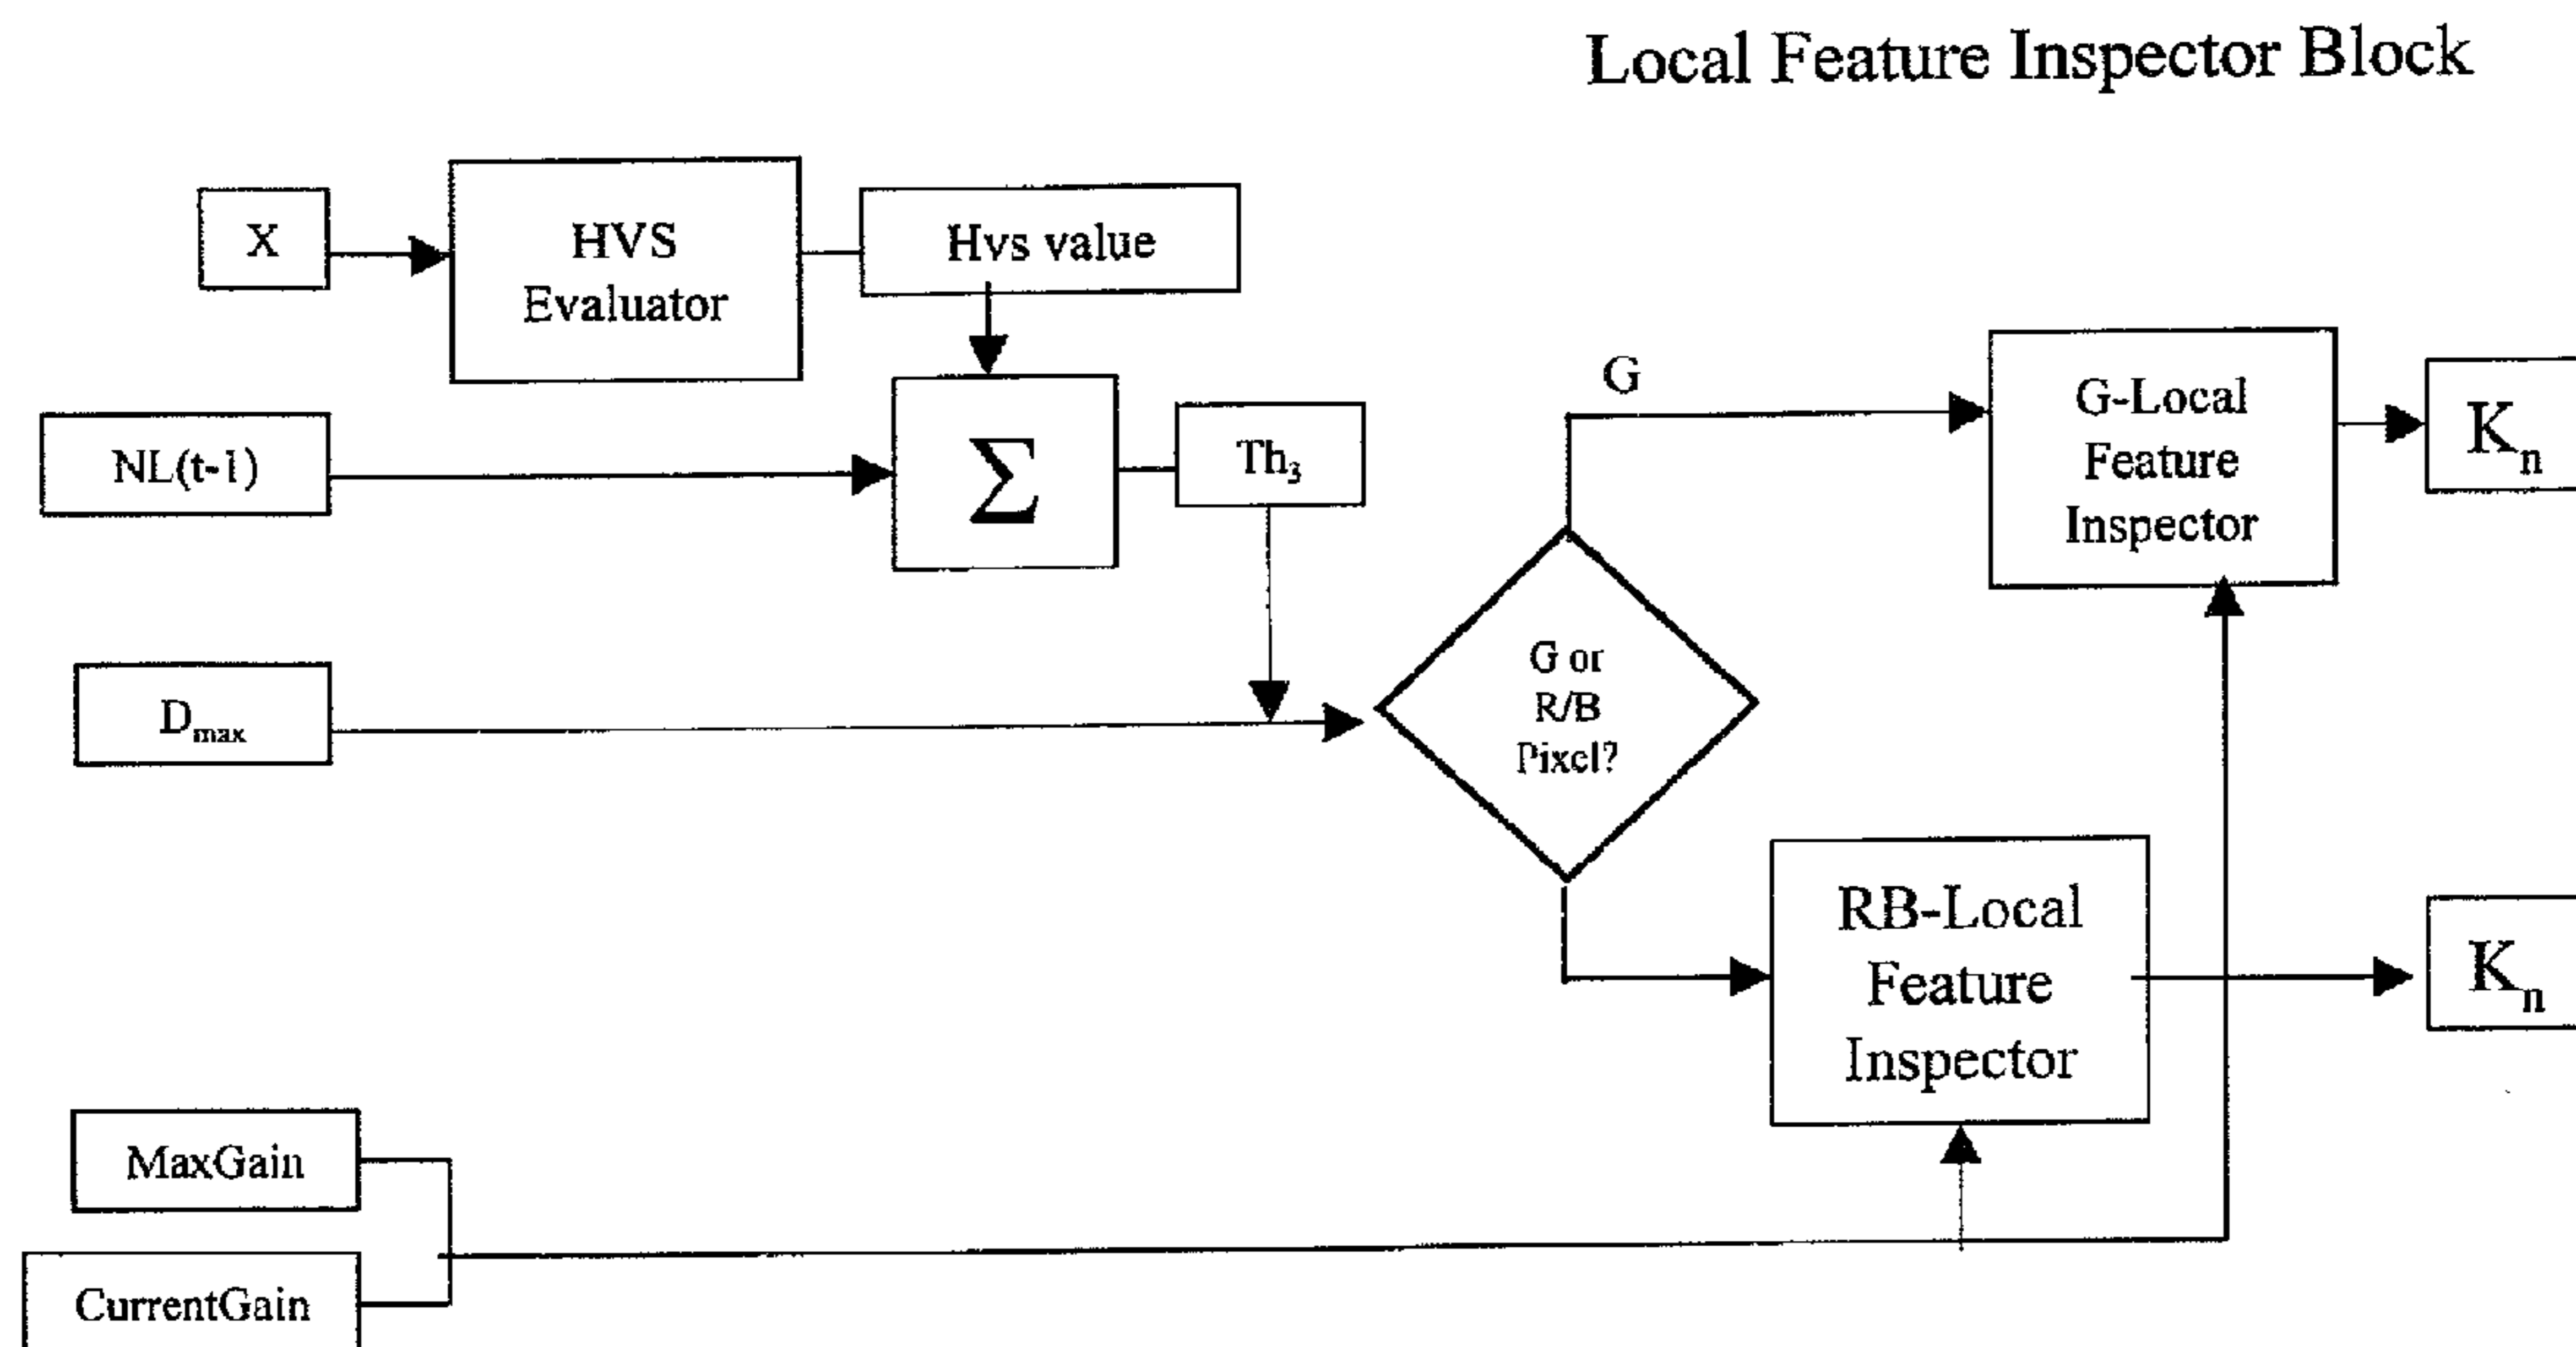 Local Feature Inspector Block
X
HVS
Evaluator
Hvs value
NL(t-1)
Σ
Th₃
G
G-Local
Feature
Inspector
Kₙ
Dmax
G or
R/B
Pixel?
RB-Local
Feature
Inspector
Kₙ
MaxGain
CurrentGain